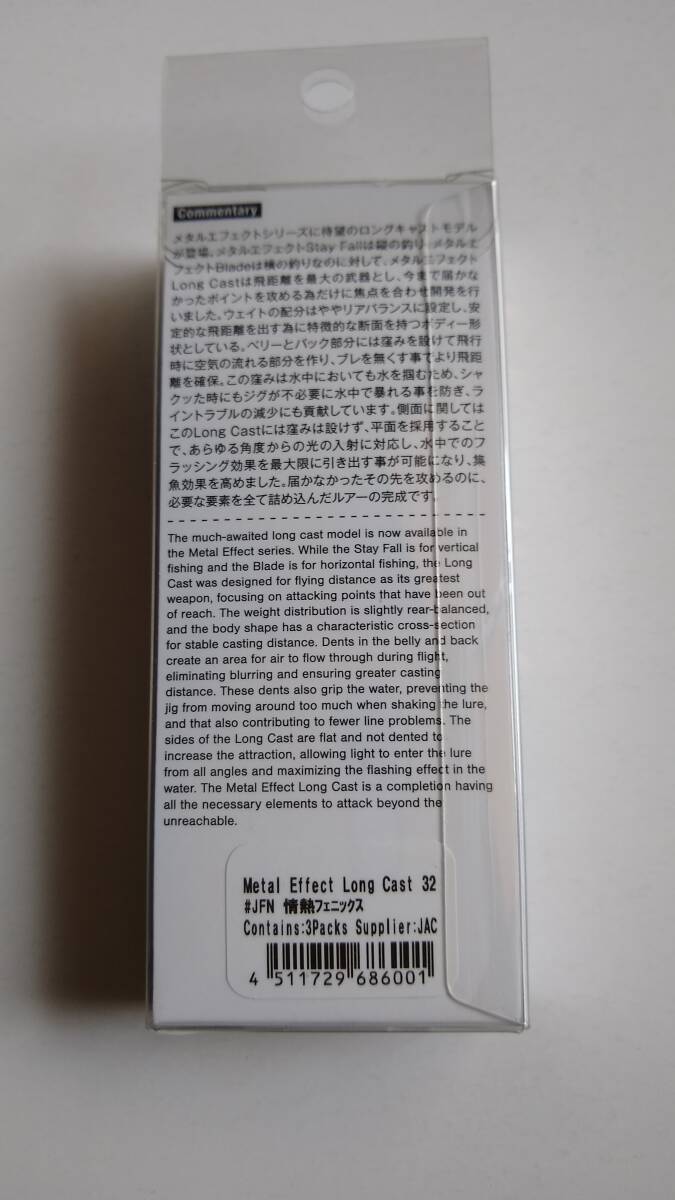 Commentary
メタルエフェクトシリーズに待望のロングキャストモデル
が登場。メタルエフェクトStay Fallは縦の釣り、メタルエ
フェクトBladeは横の釣りなのに対して、メタルエフェクト
Long Castは飛距離を最大の武器とし、今まで届かな
かったポイントを攻める為だけに焦点を合わせ開発を行
いました。ウェイトの配分はややリアバランスに設定し、安
定的な飛距離を出す為に特徴的な断面を持つボディー形
状としている。ベリーとバック部分には窪みを設けて飛行
時に空気の流れる部分を作り、ブレを無くす事でより飛距
離を確保。この窪みは水中においても水を掴むため、シャ
クッた時にもジグが不必要に水中で暴れる事を防ぎ、ラ
イントラブルの減少にも貢献しています。側面に関しては
このLong Castには窪みは設けず、平面を採用すること
で、あらゆる角度からの光の入射に対応し、水中でのフ
ラッシング効果を最大限に引き出す事が可能になり、集
魚効果を高めました。届かなかったその先を攻めるのに、
必要な要素を全て詰め込んだルアーの完成です。
The much-awaited long cast model is now available in
the Metal Effect series. While the Stay Fall is for vertical
fishing and the Blade is for horizontal fishing, the Long
Cast was designed for flying distance as its greatest
weapon, focusing on attacking points that have been out
of reach. The weight distribution is slightly rear-balanced,
and the body shape has a characteristic cross-section
for stable casting distance. Dents in the belly and back
create an area for air to flow through during flight,
eliminating blurring and ensuring greater casting
distance. These dents also grip the water, preventing the
jig from moving around too much when shaking the lure,
and that also contributing to fewer line problems. The
sides of the Long Cast are flat and not dented to
increase the attraction, allowing light to enter the lure
from all angles and maximizing the flashing effect in the
water. The Metal Effect Long Cast is a completion having
all the necessary elements to attack beyond the
unreachable.
Metal Effect Long Cast 32
#JFN 情熱フェニックス
Contains:3Packs Supplier:JAC
4 511729 686001